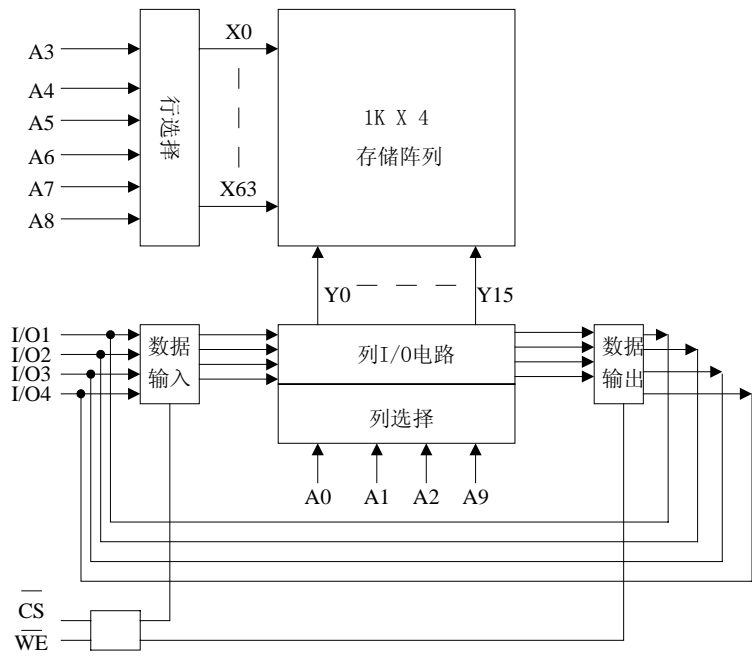 A3
A4
A5
A6
A7
A8
行选择
X0
X63
1K X 4
存储阵列
Y0
Y15
I/O1
I/O2
I/O3
I/O4
数据
输入
列I/O电路
列选择
数据
输出
A0
A1
A2
A9
CS
WE